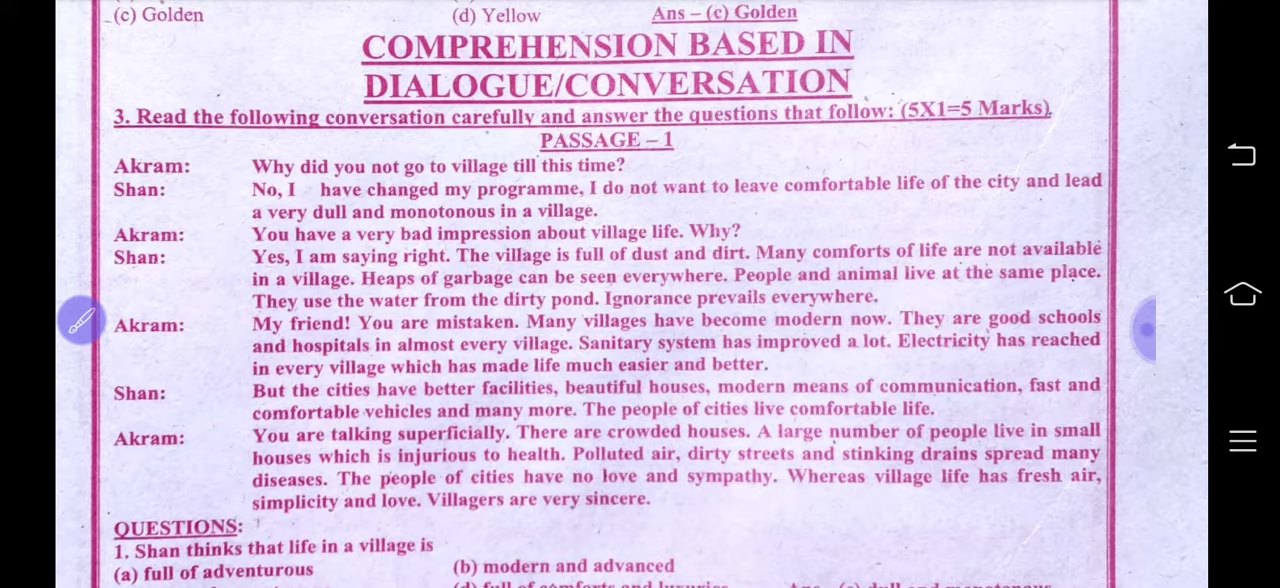 (c) Golden (d) Yellow Ans – (c) Golden
COMPREHENSION BASED IN
DIALOGUE/CONVERSATION
3. Read the following conversation carefully and answer the questions that follow: (5X1=5 Marks).
PASSAGE – 1
Akram: Why did you not go to village till this time?
Shan: No, I have changed my programme, I do not want to leave comfortable life of the city and lead
a very dull and monotonous in a village.
Akram: You have a very bad impression about village life. Why?
Shan: Yes, I am saying right. The village is full of dust and dirt. Many comforts of life are not available
in a village. Heaps of garbage can be seen everywhere. People and animal live at the same place.
They use the water from the dirty pond. Ignorance prevails everywhere.
Akram: My friend! You are mistaken. Many villages have become modern now. They are good schools
and hospitals in almost every village. Sanitary system has improved a lot. Electricity has reached
in every village which has made life much easier and better.
Shan: But the cities have better facilities, beautiful houses, modern means of communication, fast and
comfortable vehicles and many more. The people of cities live comfortable life.
Akram: You are talking superficially. There are crowded houses. A large number of people live in small
houses which is injurious to health. Polluted air, dirty streets and stinking drains spread many
diseases. The people of cities have no love and sympathy. Whereas village life has fresh air,
simplicity and love. Villagers are very sincere.
QUESTIONS:
1. Shan thinks that life in a village is
(a) full of adventurous (b) modern and advanced
(d) full of comforts and luxuries Ans – (c) dull and monotonous